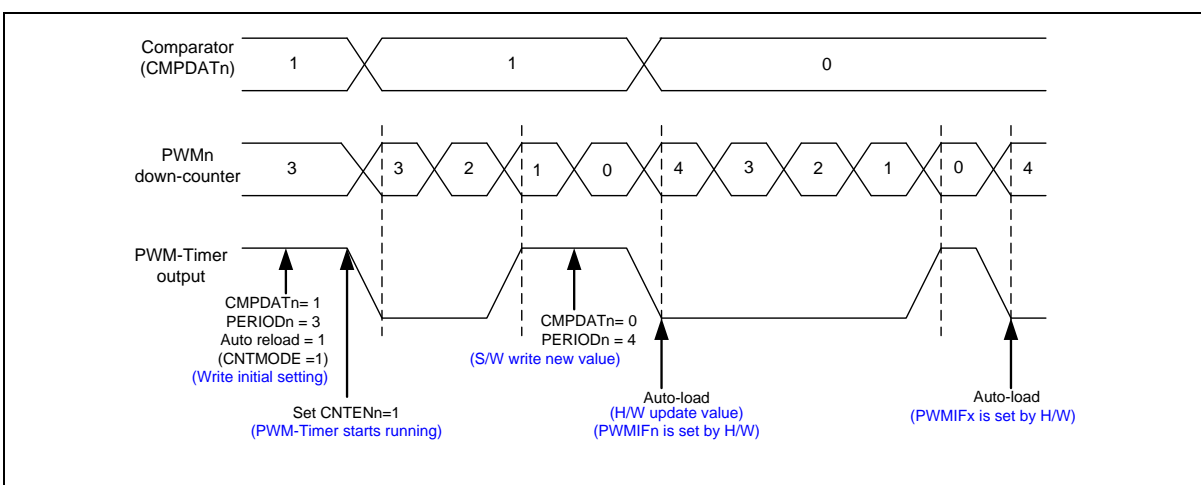 Comparator
(CMPDATn)
1
1
0
PWMn
down-counter
3
3
2
1
0
4
3
2
1
0
4
PWM-Timer
output
CMPDATn= 1
PERIODn = 3
Auto reload = 1
(CNTMODE =1)
(Write initial setting)
Set CNTENn=1
(PWM-Timer starts running)
CMPDATn= 0
PERIODn = 4
(S/W write new value)
Auto-load
(H/W update value)
(PWMIFn is set by H/W)
Auto-load
(PWMIFx is set by H/W)